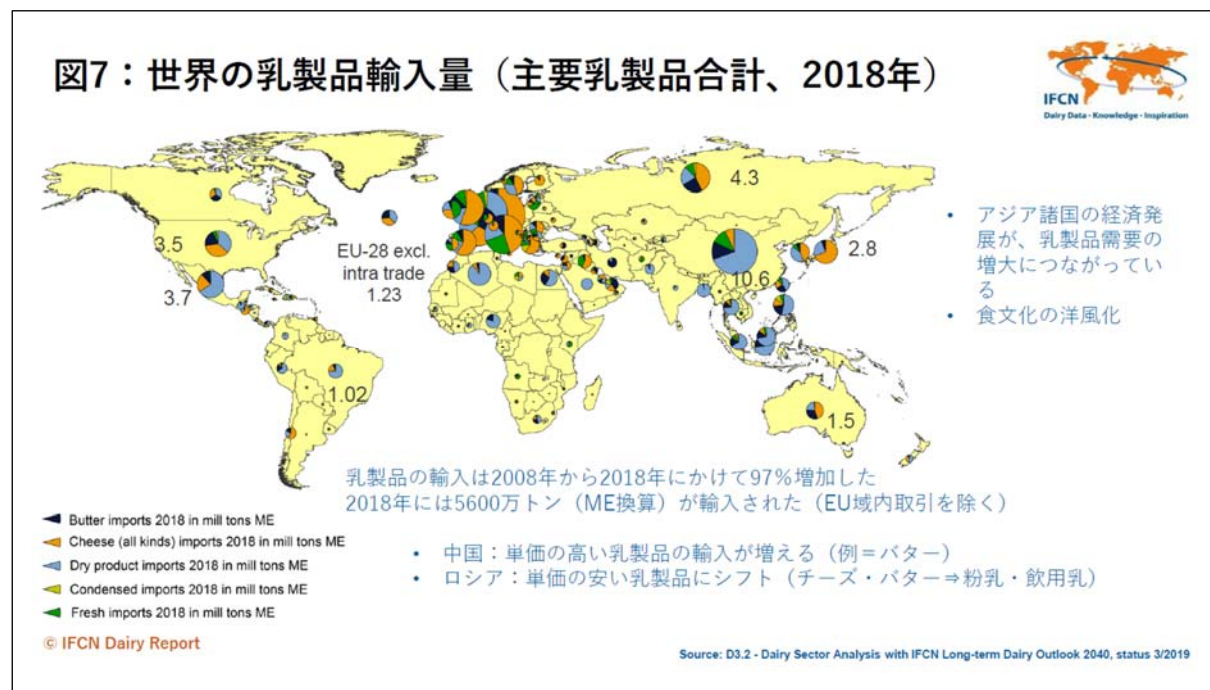 図7：世界の乳製品輸入量（主要乳製品合計、2018年）
IFCN
Dairy Data - Knowledge - Inspiration
4.3
3.5
EU-28 excl.
intra trade
1.23
3.7
10.6
2.8
1.02
1.5
• アジア諸国の経済発
展が、乳製品需要の
増大につながってい
る
• 食文化の洋風化
乳製品の輸入は2008年から2018年にかけて97%増加した
2018年には5600万トン（ME換算）が輸入された（EU域内取引を除く）
Butter imports 2018 in mill tons ME
Cheese (all kinds) imports 2018 in mill tons ME
Dry product imports 2018 in mill tons ME
Condensed imports 2018 in mill tons ME
Fresh imports 2018 in mill tons ME
• 中国：単価の高い乳製品の輸入が増える（例＝バター）
• ロシア：単価の安い乳製品にシフト（チーズ・バター⇒粉乳・飲用乳）
© IFCN Dairy Report
Source: D3.2 - Dairy Sector Analysis with IFCN Long-term Dairy Outlook 2040, status 3/2019